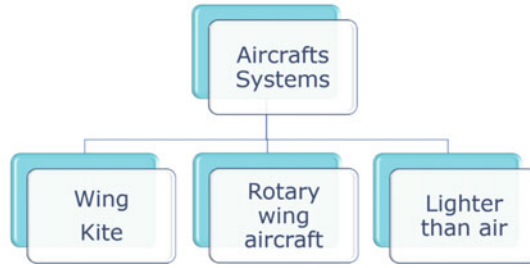 Aircrafts
Systems
Wing
Kite
Rotary
wing
aircraft
Lighter
than air